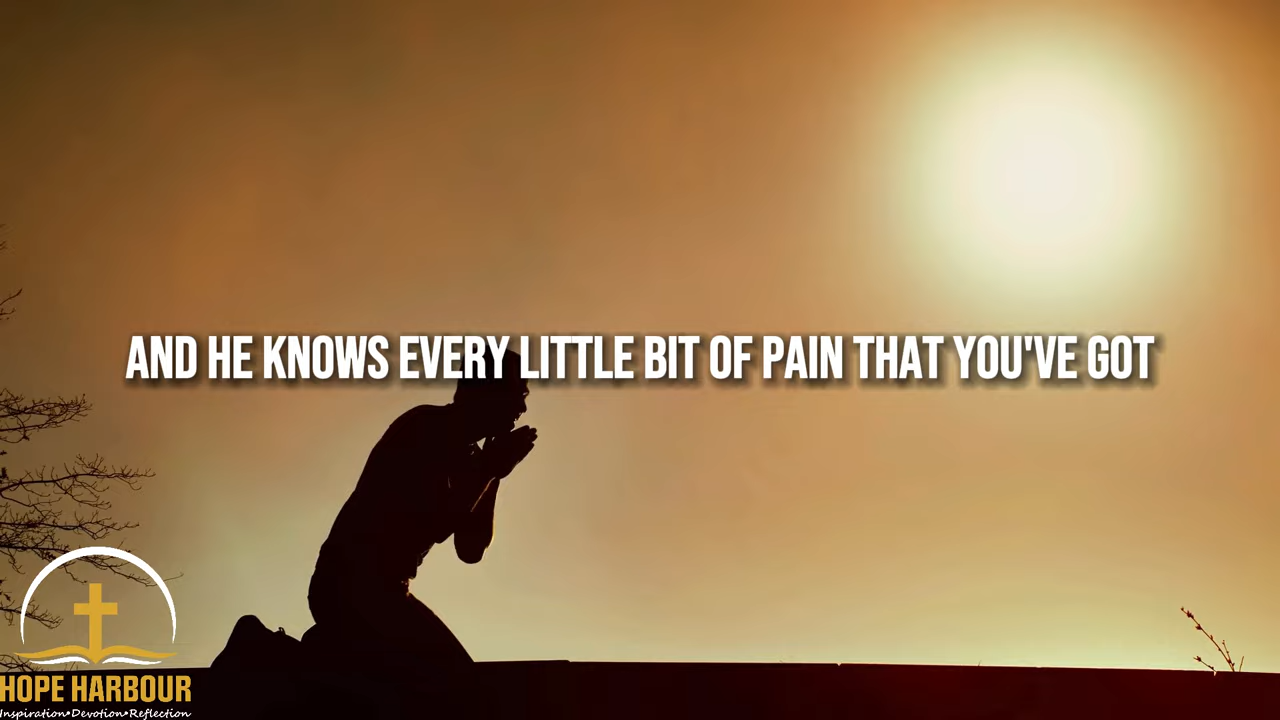 AND HE KNOWS EVERY LITTLE BIT OF PAIN THAT YOU'VE GOT
HOPE HARBOUR
Inspiration•Devotion•Reflection